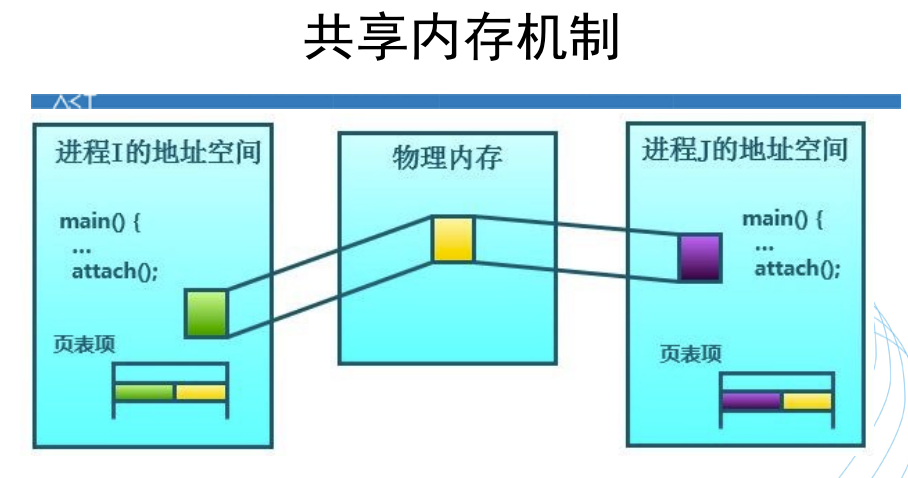 共享内存机制
进程I的地址空间
main() {
...
attach();
页表项
物理内存
进程J的地址空间
main() {
...
attach();
页表项